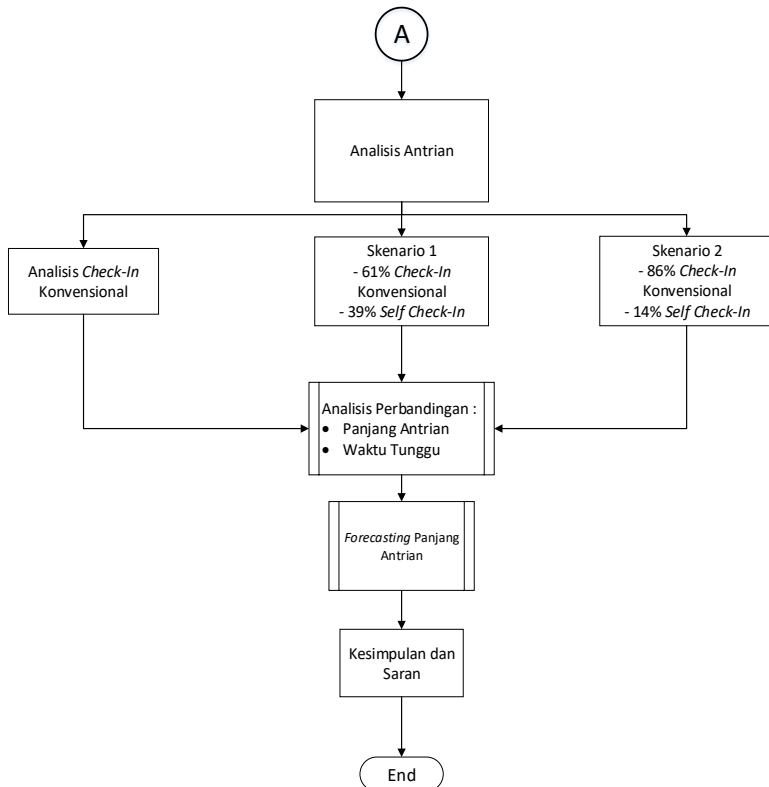 A
Analisis Antrian
Analisis Check-In
Konvensional
Skenario 1
- 61% Check-In
Konvensional
- 39% Self Check-In
Skenario 2
- 86% Check-In
Konvensional
- 14% Self Check-In
Analisis Perbandingan :
• Panjang Antrian
• Waktu Tunggu
Forecasting Panjang
Antrian
Kesimpulan dan
Saran
End